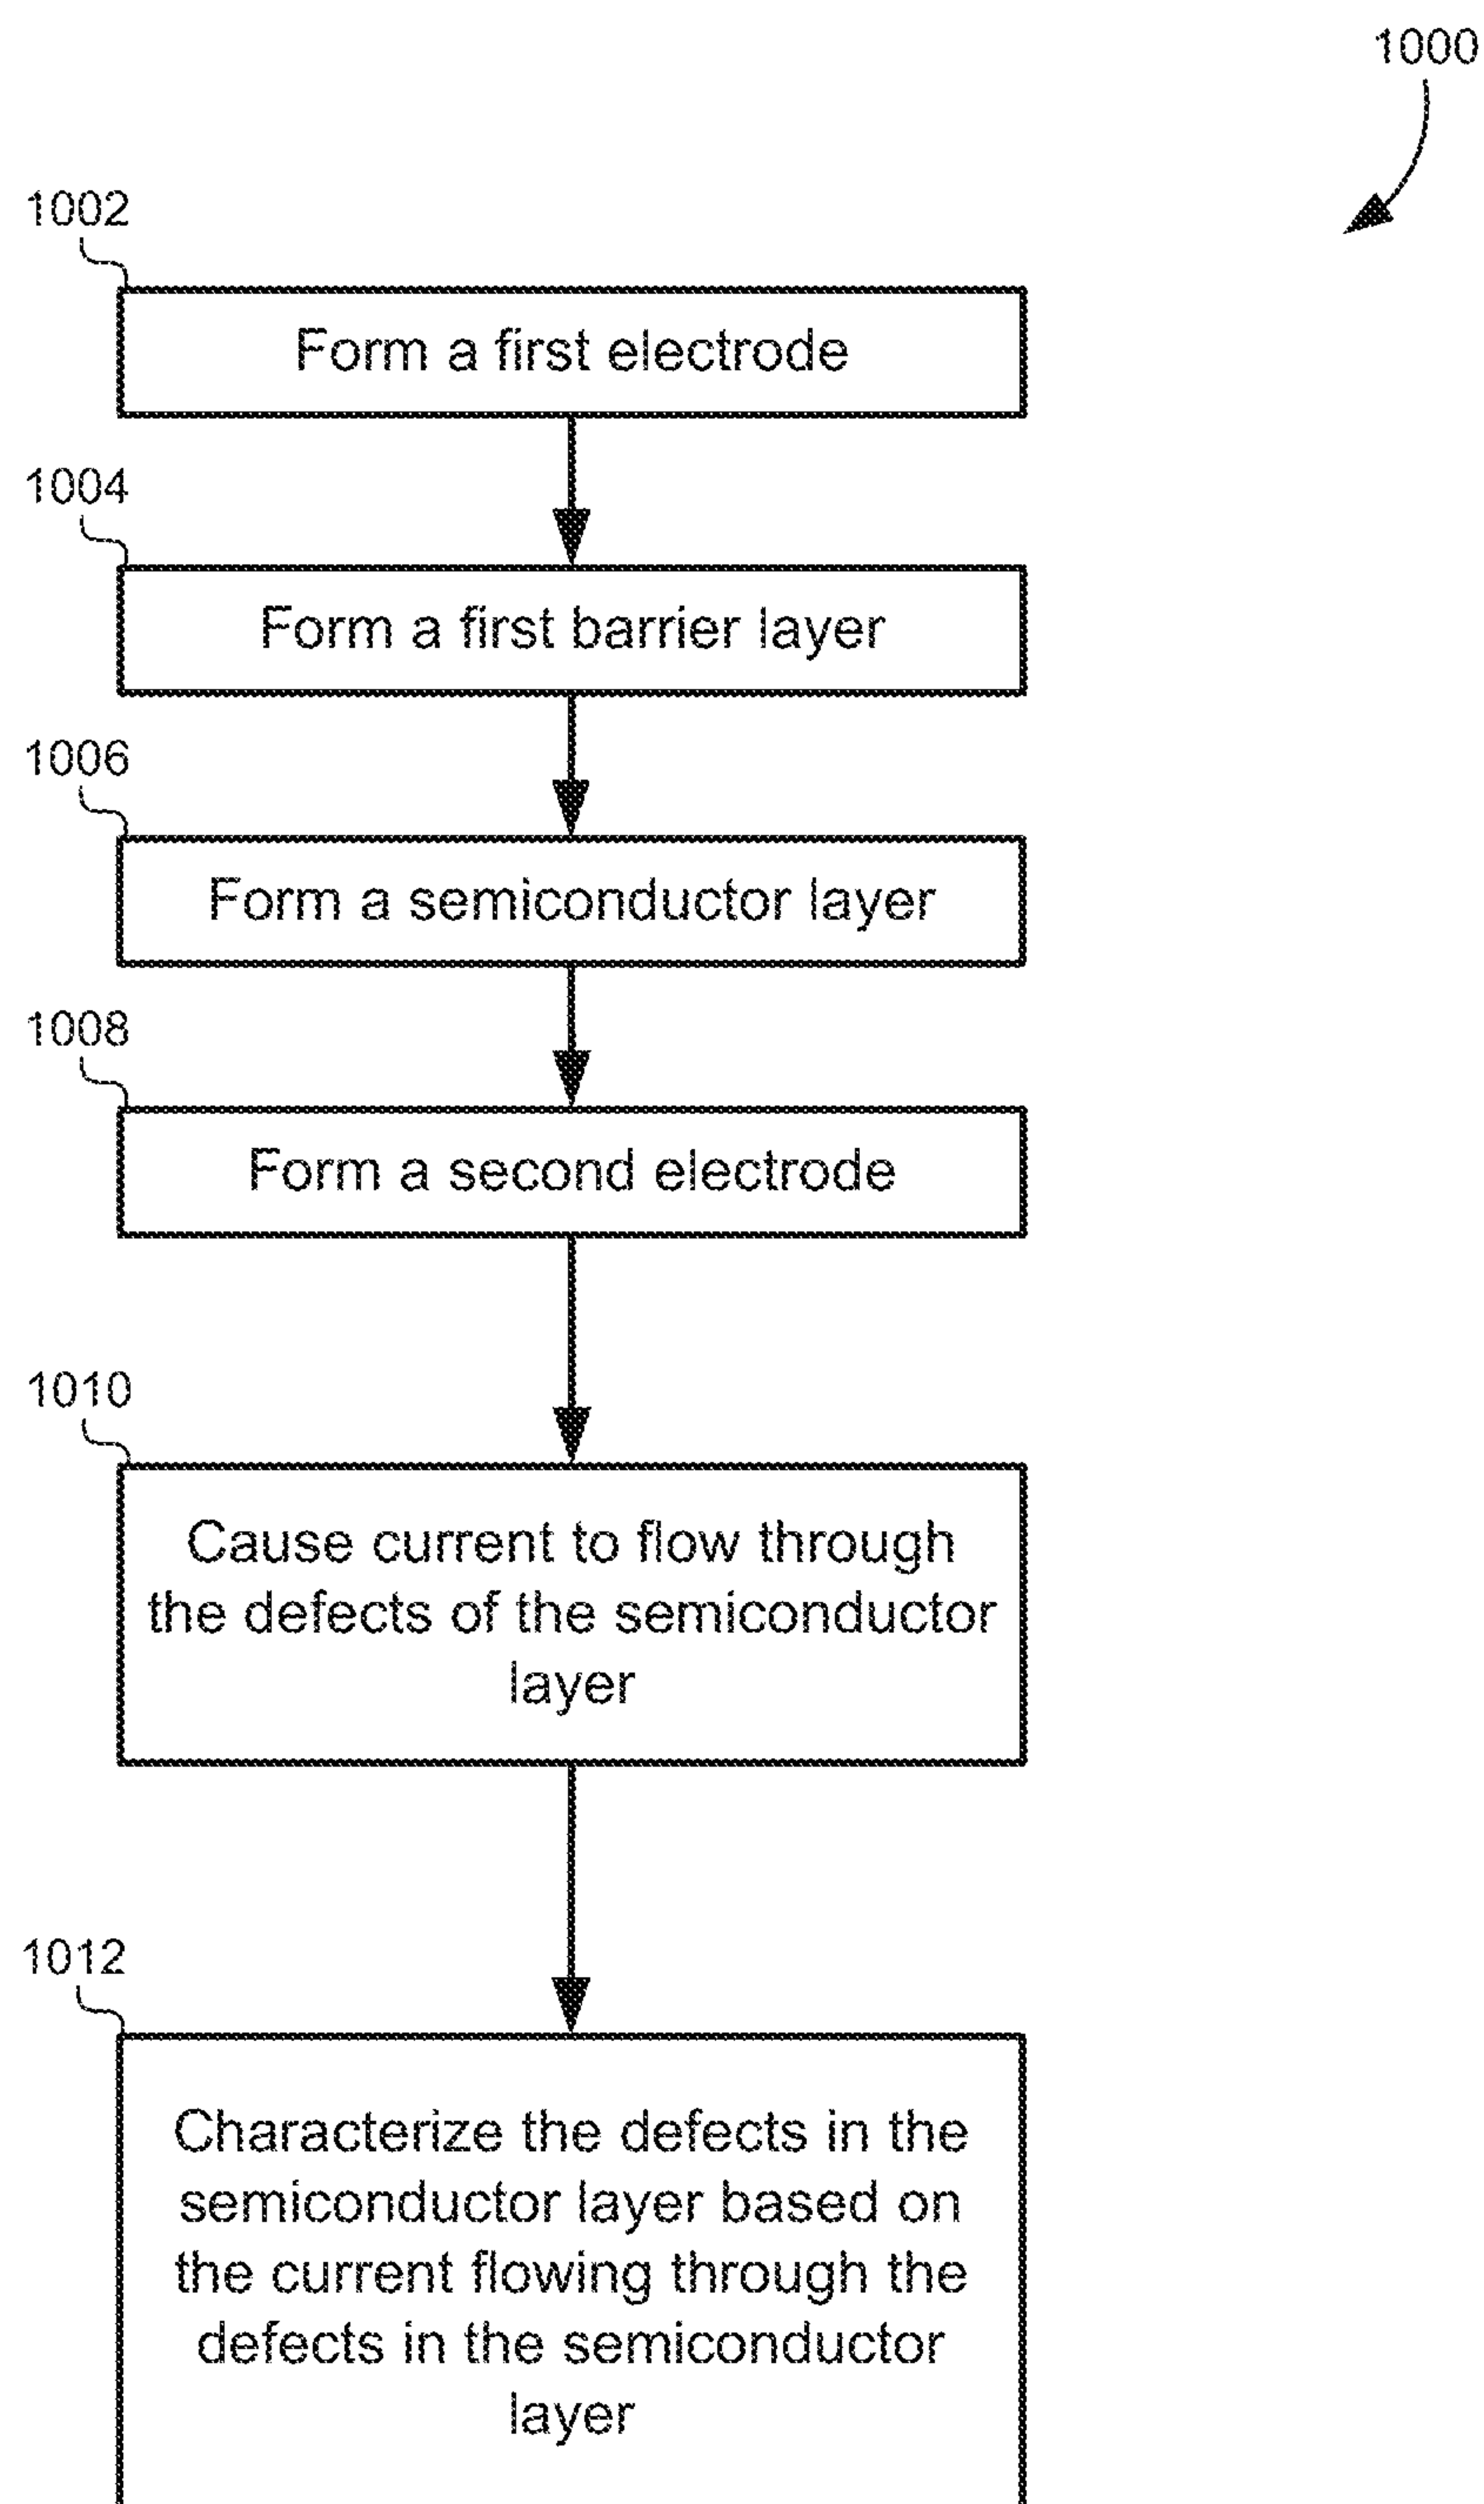 1000
1002
Form a first electrode
1004
Form a first barrier layer
1006
Form a semiconductor layer
1008
Form a second electrode
1010
Cause current to flow through
the defects of the semiconductor
layer
1012
Characterize the defects in the
semiconductor layer based on
the current flowing through the
defects in the semiconductor
layer